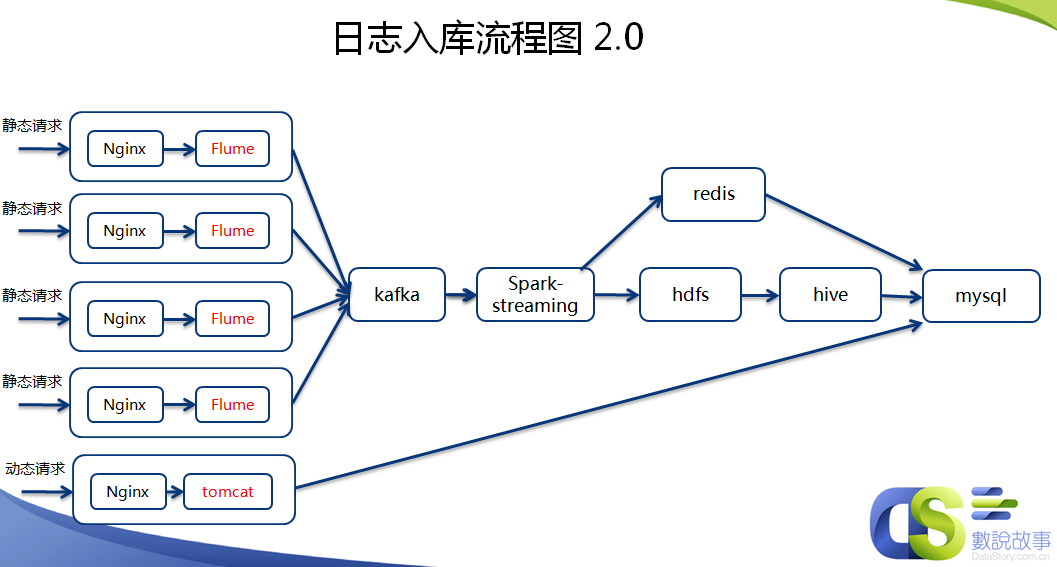 日志入库流程图 2.0
静态请求
Nginx
Flume
静态请求
Nginx
Flume
静态请求
Nginx
Flume
静态请求
Nginx
Flume
动态请求
Nginx
tomcat
kafka
Spark-
streaming
redis
hdfs
hive
mysql
數說故事
DataStory.com.cn